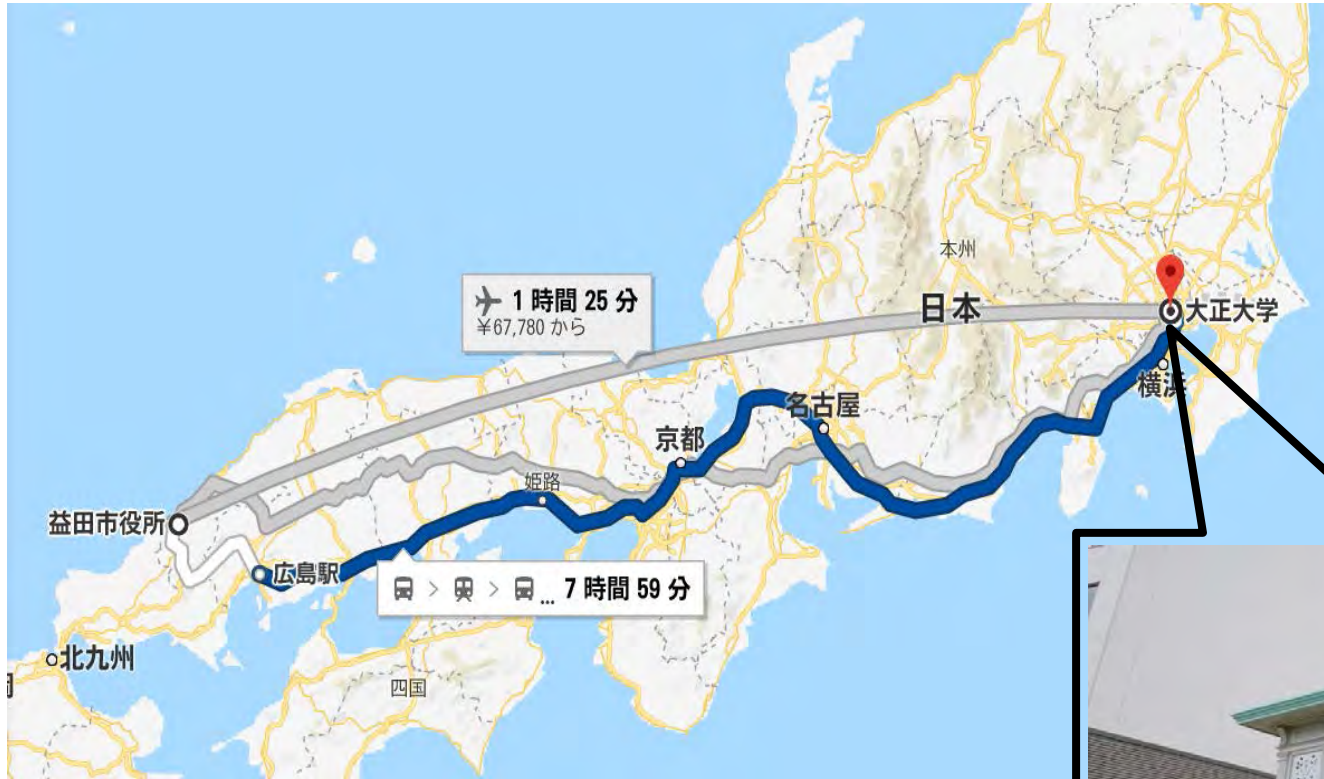 本州
✈ 1 時間 25 分
¥67,780 から
日本
大正大学
横浜
名古屋
京都
姫路
益田市役所
広島駅
> > ... 7 時間 59 分
北九州
四国